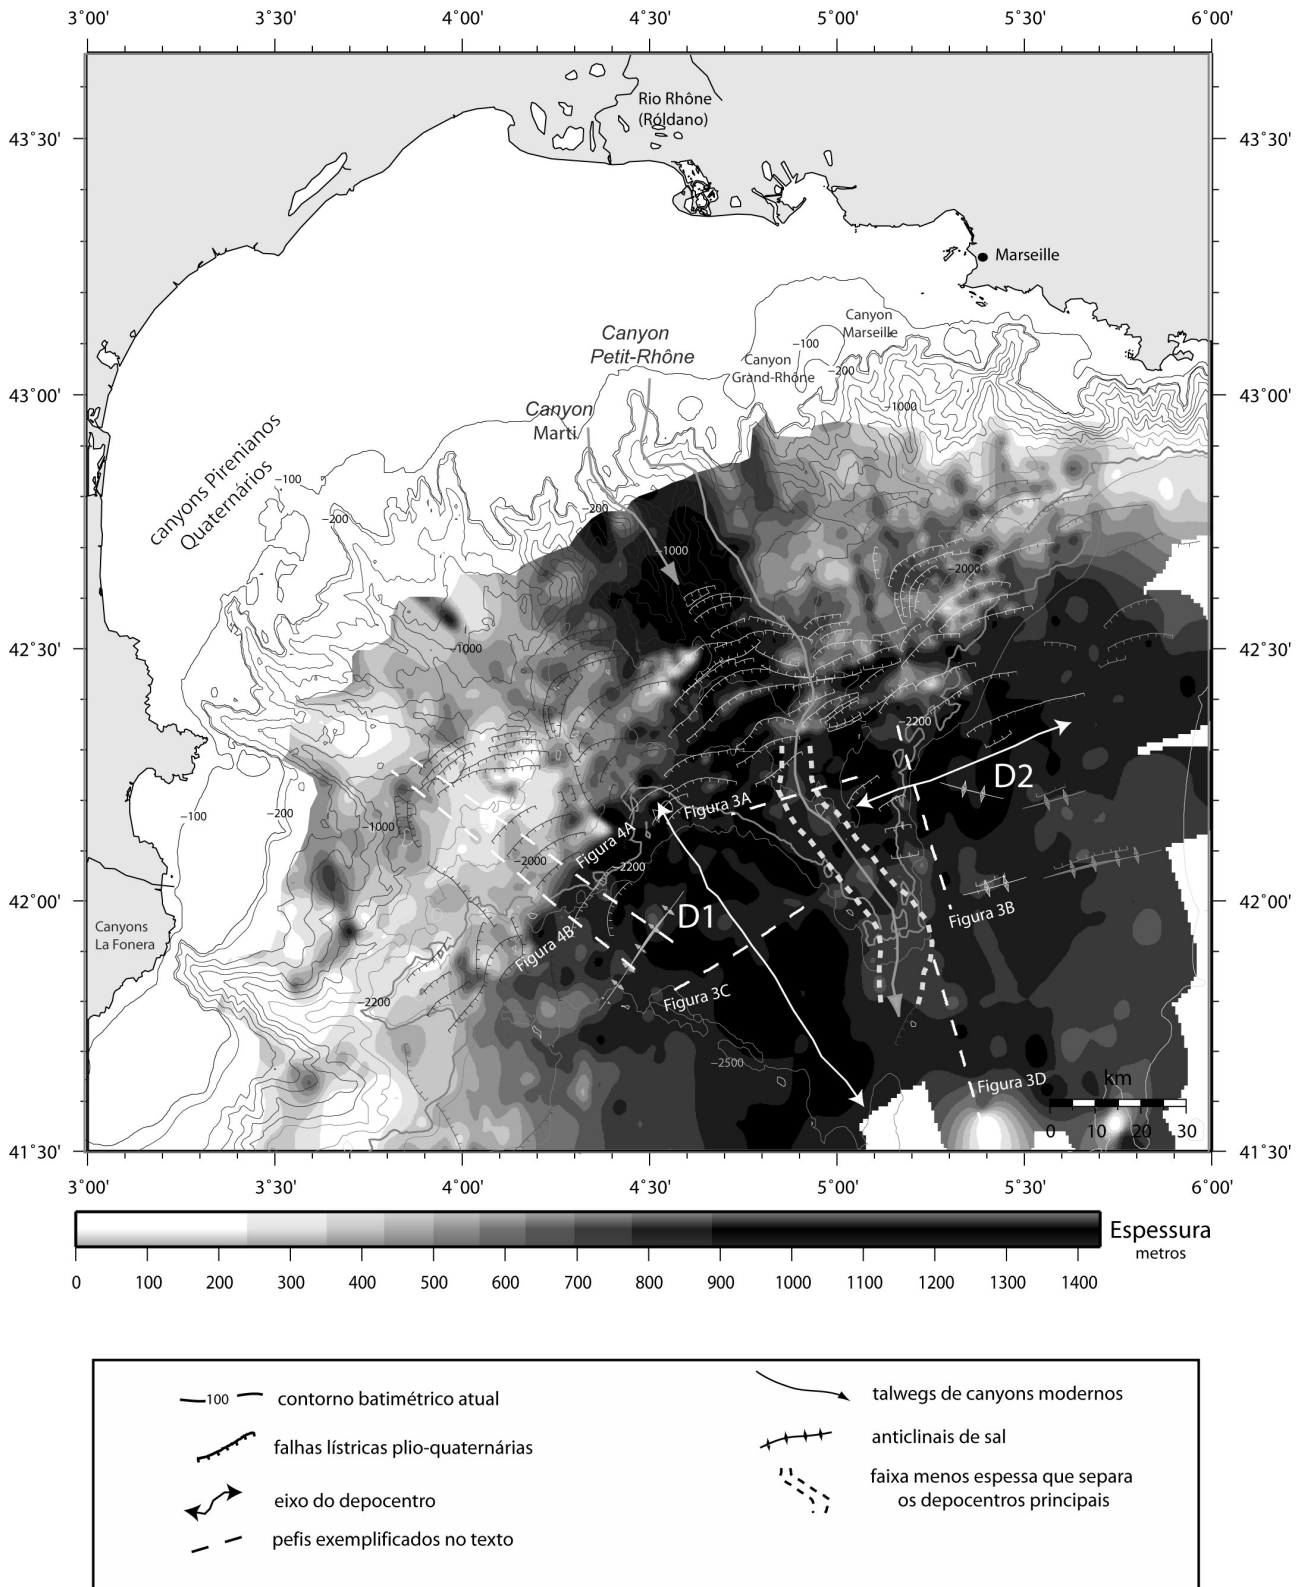 3°00'
3°30'
4°00'
4°30'
5°00'
5°30'
6°00'
43°30'
43°30'
Rio Rhône
(Róldano)
Marseille
Canyon
Marseille
Canyon
Petit-Rhône
−100
Canyon
Grand-Rhône
−200
43°00'
43°00'
−1000
Canyon
Marti
canyons Pirenianos
Quaternários
−100
−200
−200
−1000
−2000
42°30'
42°30'
−1000
−2200
D2
Figura 3A
−100
−200
−1000
Figura 4A
−2000
−2200
42°00'
42°00'
D1
Figura 3B
Canyons
La Fonera
Figura 4B
Figura 3C
−2200
−2500
Figura 3D
km
0
10
20
30
41°30'
41°30'
3°00'
3°30'
4°00'
4°30'
5°00'
5°30'
6°00'
Espessura
metros
0
100
200
300
400
500
600
700
800
900
1000
1100
1200
1300
1400
100
contorno batimétrico atual
falhas lístricas plio-quaternárias
eixo do depocentro
pefis exemplificados no texto
talwegs de canyons modernos
anticlinais de sal
faixa menos espessa que separa
os depocentros principais